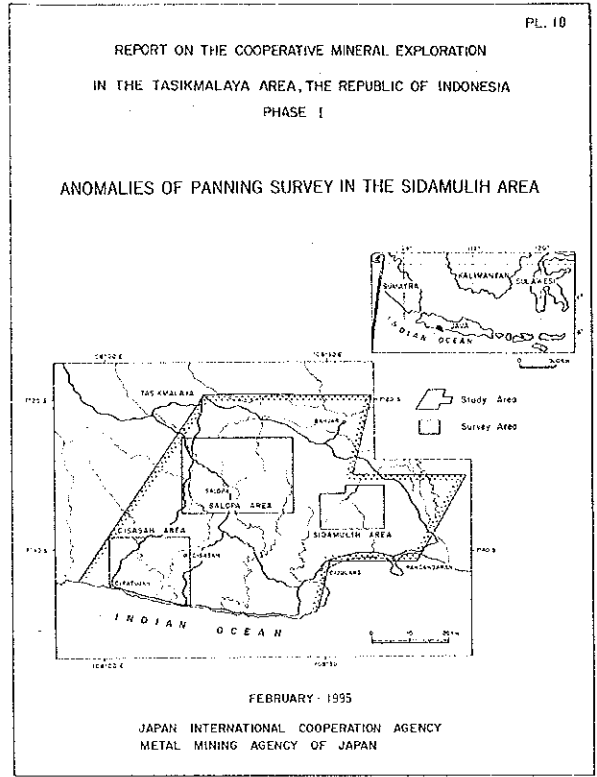 PL. 10
REPORT ON THE COOPERATIVE MINERAL EXPLORATION
IN THE TASIKMALAYA AREA, THE REPUBLIC OF INDONESIA
PHASE I
ANOMALIES OF PANNING SURVEY IN THE SIDAMULIH AREA
KALIMANTAN
SUMATRA
SULAWESI
JAVA
INDIAN OCEAN
TASIKMALAYA
BANJAR
Study Area
Survey Area
SALOPA
SALOPA AREA
CISASAH AREA
SIDAMULIH AREA
CISASAH
CIPATUJAH
CIJULANG
PANGANDARAN
INDIAN OCEAN
FEBRUARY · 1995
JAPAN INTERNATIONAL COOPERATION AGENCY
METAL MINING AGENCY OF JAPAN